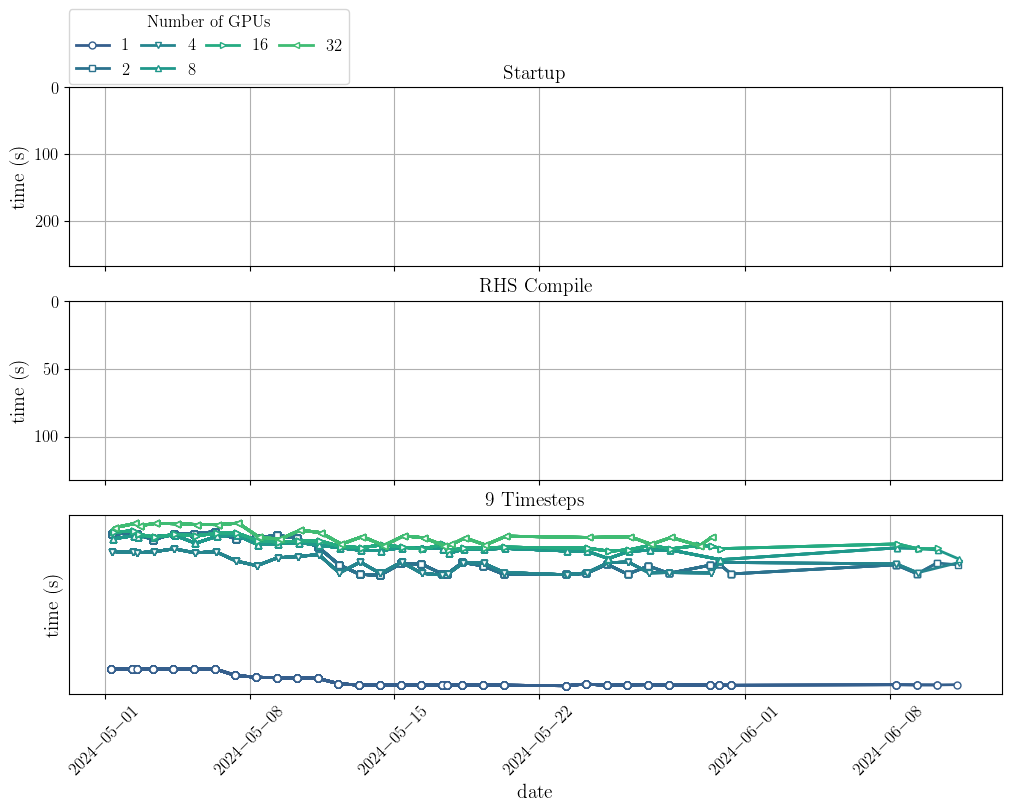 Number of GPUs
1 4 16 32
2 8
Startup
time (s)
0
100
200
RHS Compile
time (s)
0
50
100
9 Timesteps
time (s)
2024−05−01
2024−05−08
2024−05−15
2024−05−22
2024−06−01
2024−06−08
date